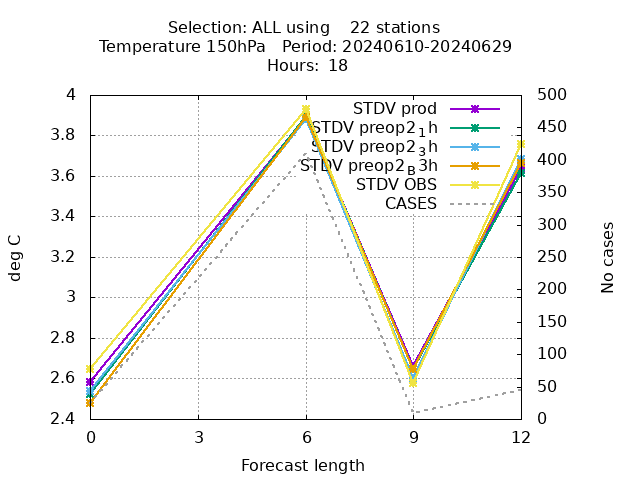 Selection: ALL using    22 stations
Temperature 150hPa   Period: 20240610-20240629
Hours:  18
STDV prod
STDV preop2₁h
STDV preop2₃h
STDV preop2_B3h
STDV OBS
CASES
4
3.8
3.6
3.4
3.2
3
2.8
2.6
2.4
500
450
400
350
300
250
200
150
100
50
0
deg C
No cases
0 3 6 9 12
Forecast length